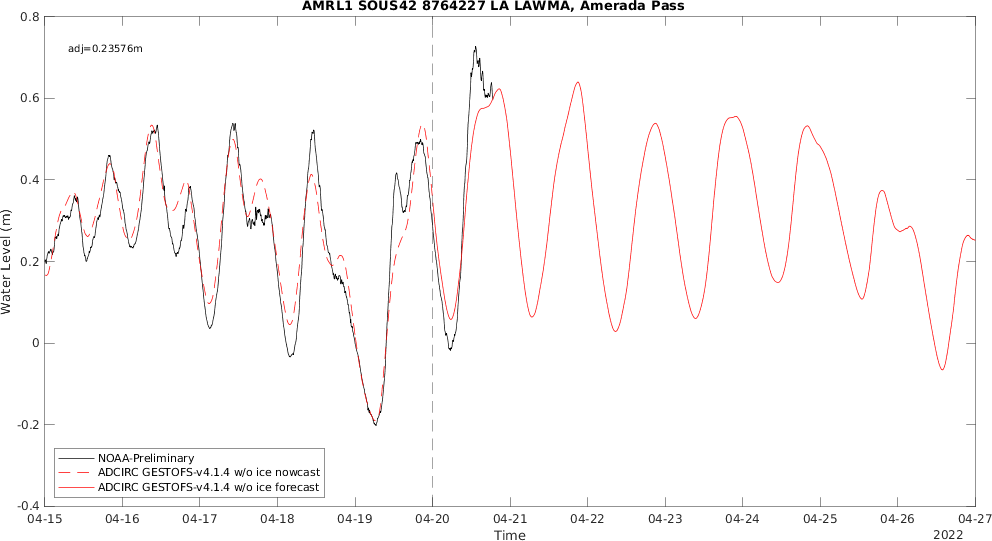 AMRL1 SOUS42 8764227 LA LAWMA, Amerada Pass
adj=0.23576m
0.8
0.6
0.4
0.2
0
-0.2
-0.4
Water Level (m)
NOAA-Preliminary
ADCIRC GESTOFS-v4.1.4 w/o ice nowcast
ADCIRC GESTOFS-v4.1.4 w/o ice forecast
04-15 04-16 04-17 04-18 04-19 04-20 04-21 04-22 04-23 04-24 04-25 04-26 04-27
Time
2022